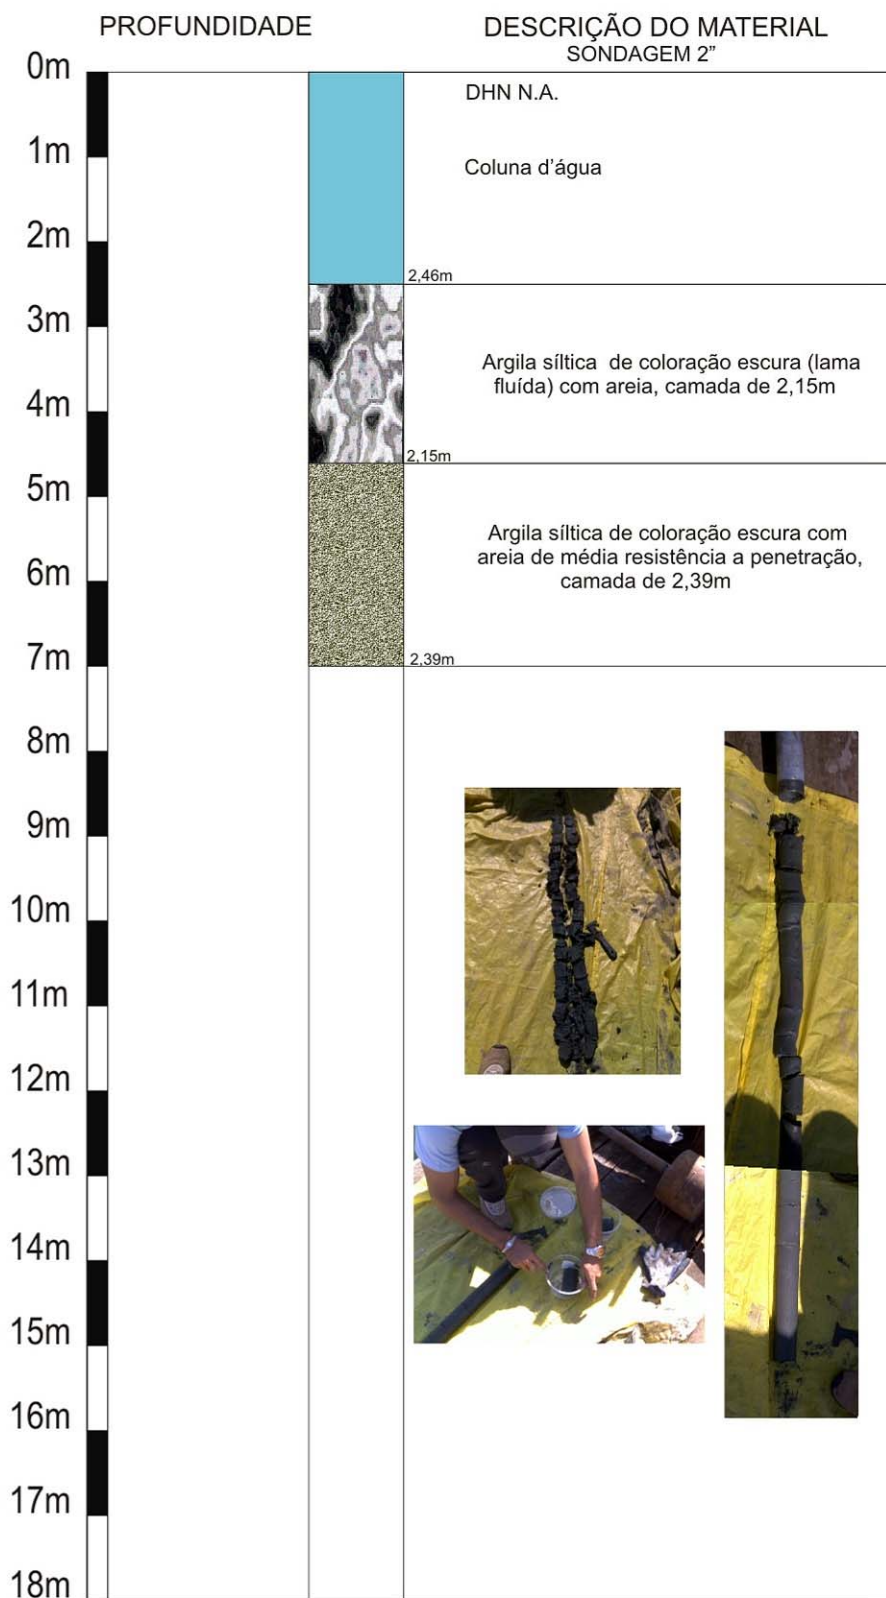 PROFUNDIDADE
DESCRIÇÃO DO MATERIAL
SONDAGEM 2”
0m
DHN N.A.
1m
Coluna d’água
2m
2,46m
3m
Argila síltica de coloração escura (lama
fluída) com areia, camada de 2,15m
4m
2,15m
5m
Argila síltica de coloração escura com
areia de média resistência a penetração,
camada de 2,39m
6m
7m
2,39m
8m
9m
10m
11m
12m
13m
14m
15m
16m
17m
18m